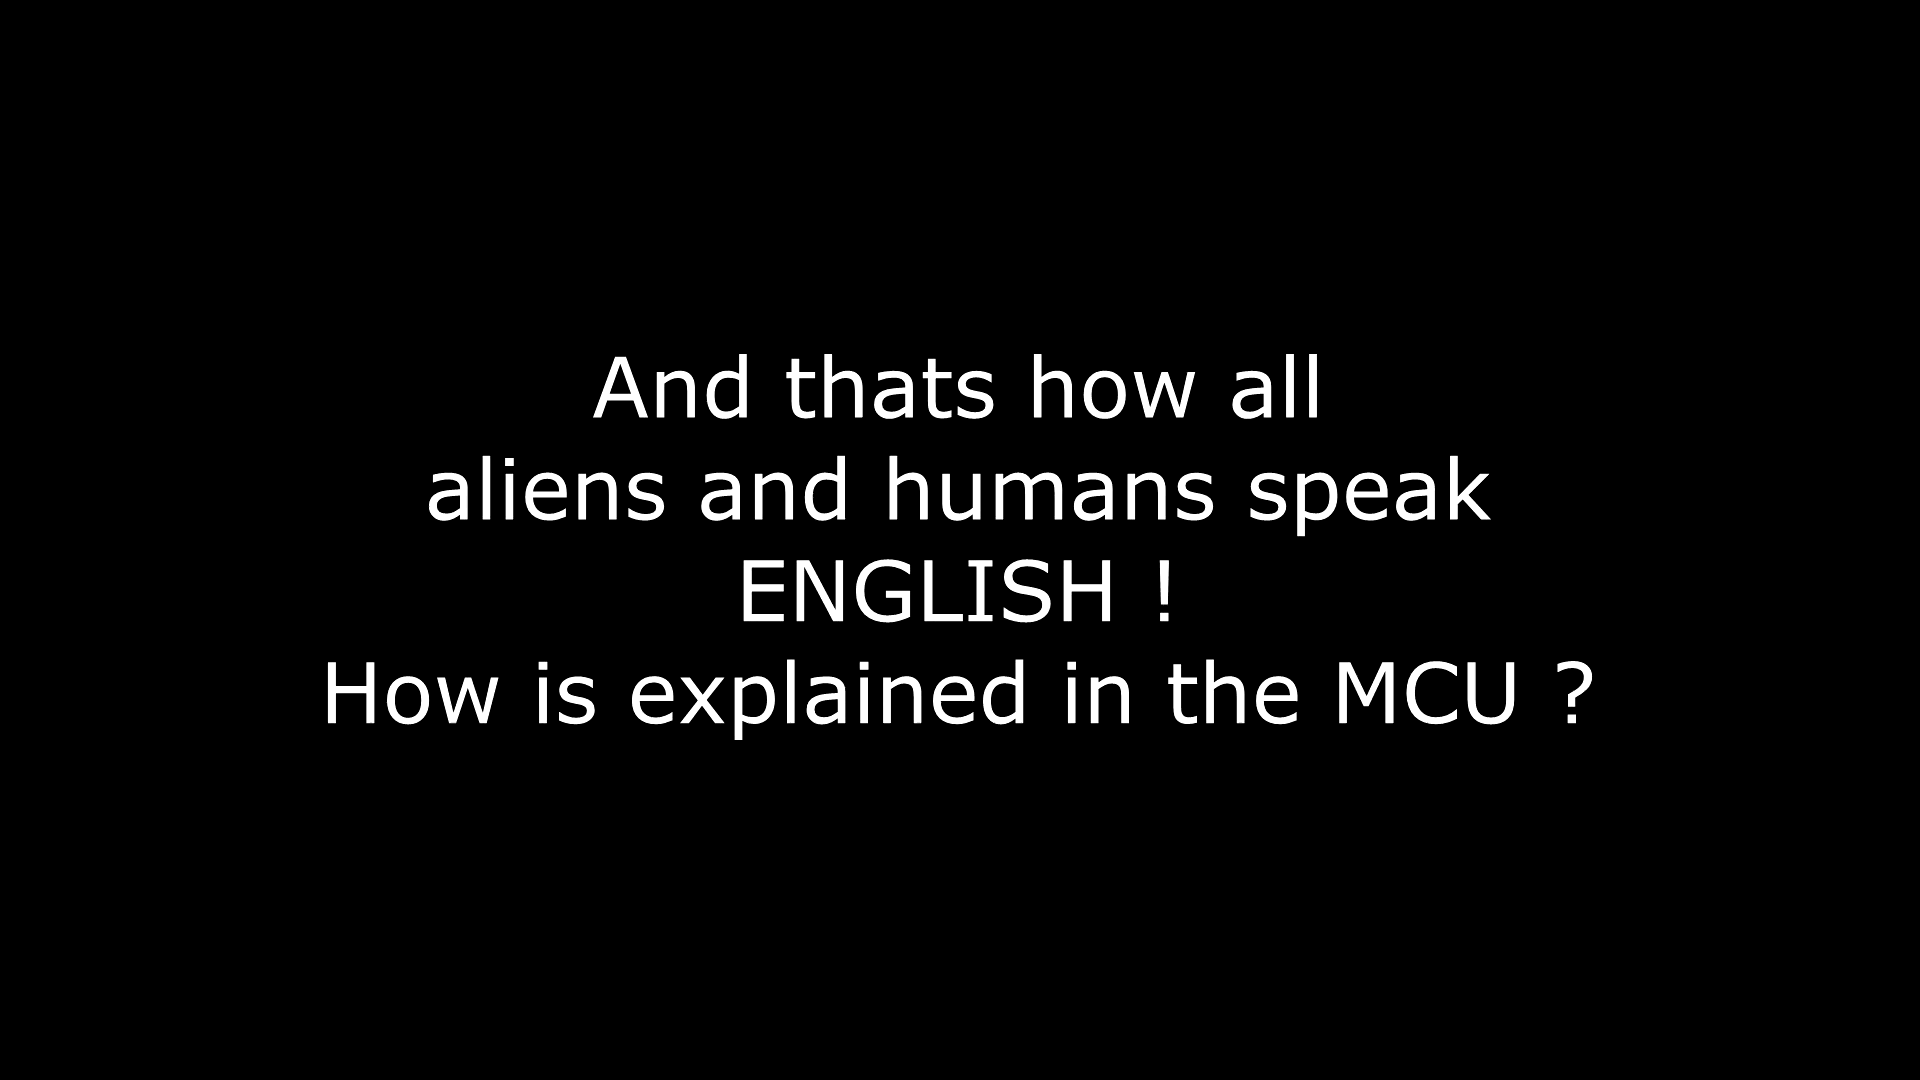 And thats how all
aliens and humans speak
ENGLISH !
How is explained in the MCU ?